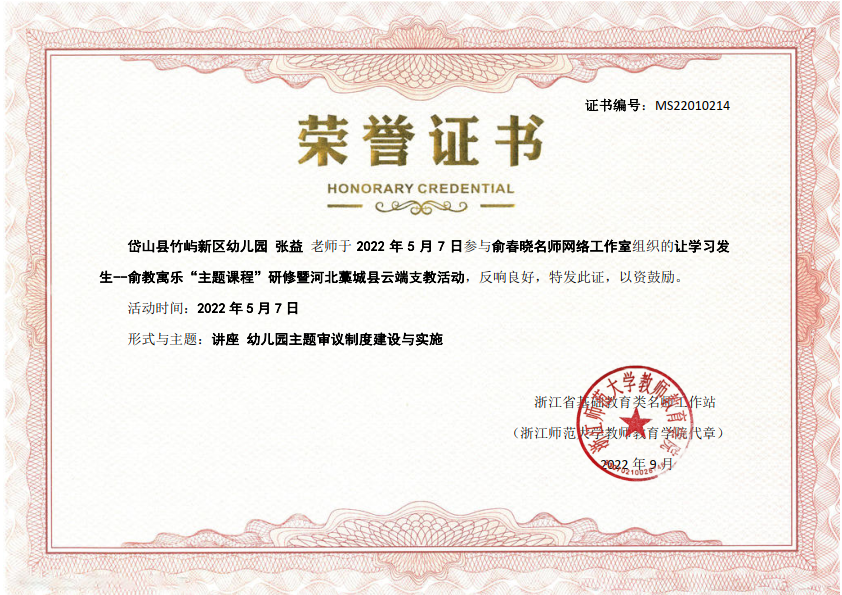 证书编号：MS22010214
荣誉证书
HONORARY CREDENTIAL
岱山县竹屿新区幼儿园 张益 老师于 2022 年 5 月 7 日参与俞春晓名师网络工作室组织的让学习发
生--俞教寓乐“主题课程”研修暨河北藁城县云端支教活动，反响良好，特发此证，以资鼓励。
活动时间：2022 年 5 月 7 日
形式与主题：讲座 幼儿园主题审议制度建设与实施
浙江省基础教育类名师工作站
（浙江师范大学教师教育学院代章）
2022 年 9 月
浙江师范大学教师教育学院